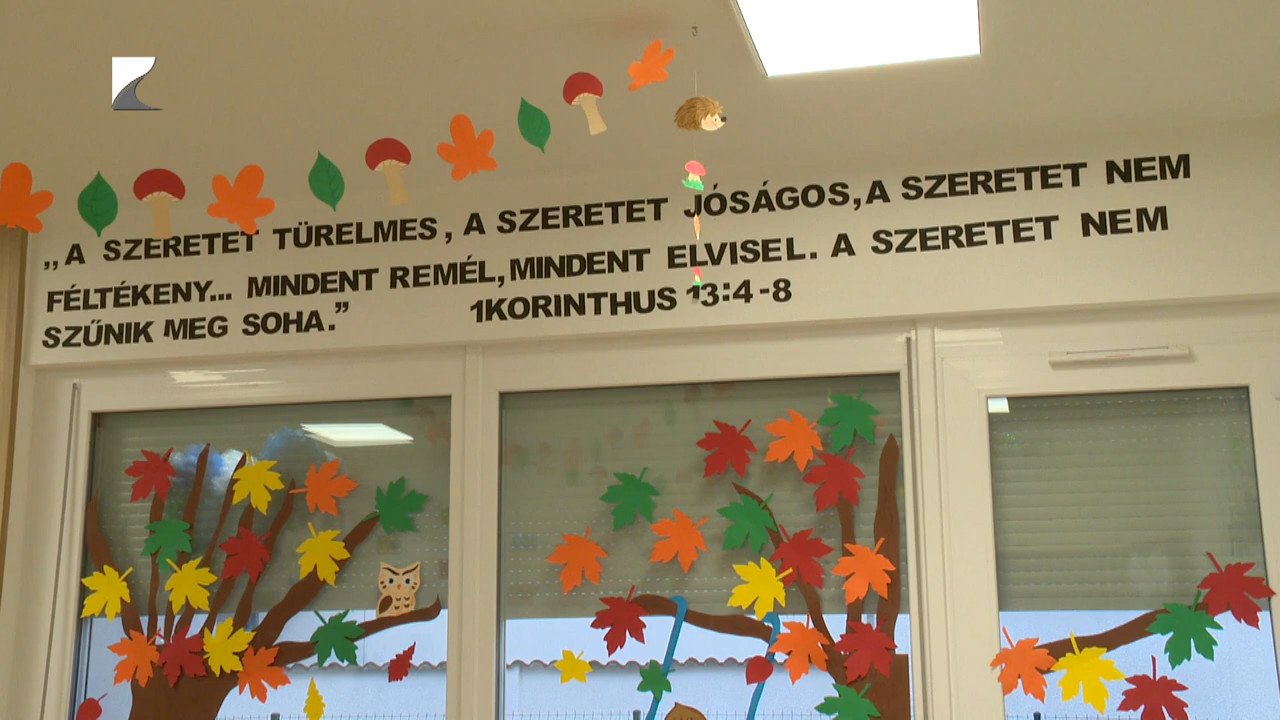 „A SZERETET TÜRELMES, A SZERETET JÓSÁGOS, A SZERETET NEM
FÉLTÉKENY... MINDENT REMÉL, MINDENT ELVISEL. A SZERETET NEM
SZŰNIK MEG SOHA.” 1KORINTHUS 13:4-8